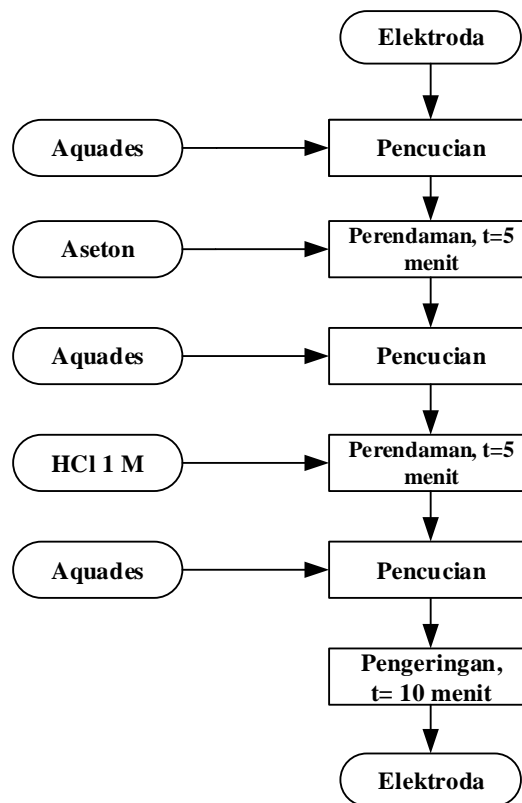 Elektroda
Aquades
Pencucian
Aseton
Perendaman, t=5
menit
Aquades
Pencucian
HCl 1 M
Perendaman, t=5
menit
Aquades
Pencucian
Pengeringan,
t= 10 menit
Elektroda